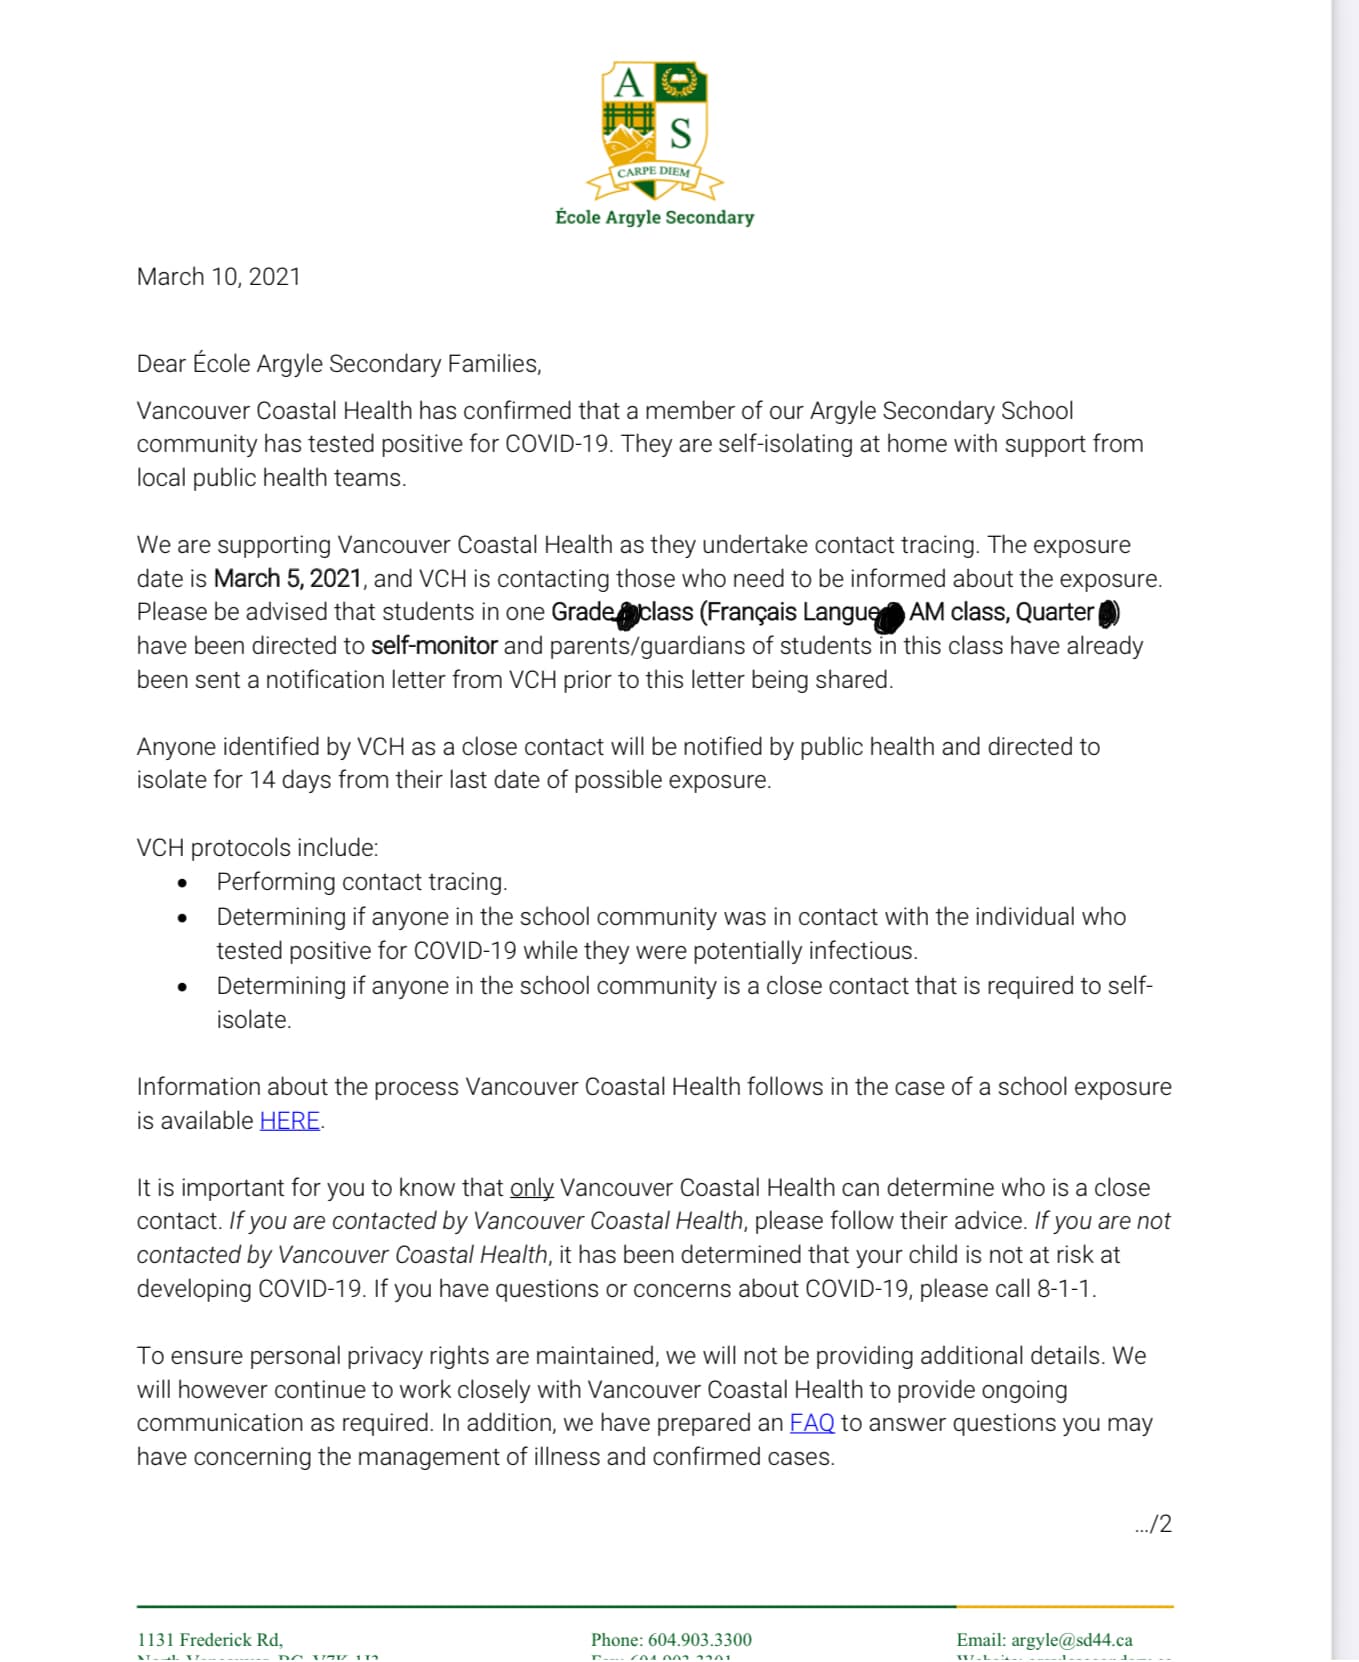 A
S
CARPE DIEM
École Argyle Secondary
March 10, 2021
Dear École Argyle Secondary Families,
Vancouver Coastal Health has confirmed that a member of our Argyle Secondary School
community has tested positive for COVID-19. They are self-isolating at home with support from
local public health teams.
We are supporting Vancouver Coastal Health as they undertake contact tracing. The exposure
date is March 5, 2021, and VCH is contacting those who need to be informed about the exposure.
Please be advised that students in one Grade class (Français Langue AM class, Quarter )
have been directed to self-monitor and parents/guardians of students in this class have already
been sent a notification letter from VCH prior to this letter being shared.
Anyone identified by VCH as a close contact will be notified by public health and directed to
isolate for 14 days from their last date of possible exposure.
VCH protocols include:
• Performing contact tracing.
• Determining if anyone in the school community was in contact with the individual who
tested positive for COVID-19 while they were potentially infectious.
• Determining if anyone in the school community is a close contact that is required to self-
isolate.
Information about the process Vancouver Coastal Health follows in the case of a school exposure
is available HERE.
It is important for you to know that only Vancouver Coastal Health can determine who is a close
contact. If you are contacted by Vancouver Coastal Health, please follow their advice. If you are not
contacted by Vancouver Coastal Health, it has been determined that your child is not at risk at
developing COVID-19. If you have questions or concerns about COVID-19, please call 8-1-1.
To ensure personal privacy rights are maintained, we will not be providing additional details. We
will however continue to work closely with Vancouver Coastal Health to provide ongoing
communication as required. In addition, we have prepared an FAQ to answer questions you may
have concerning the management of illness and confirmed cases.
.../2
1131 Frederick Rd,
Phone: 604.903.3300
Email: argyle@sd44.ca